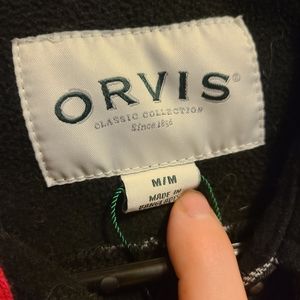 ORVIS®
CLASSIC COLLECTION
Since 1856
M/M
MADE IN